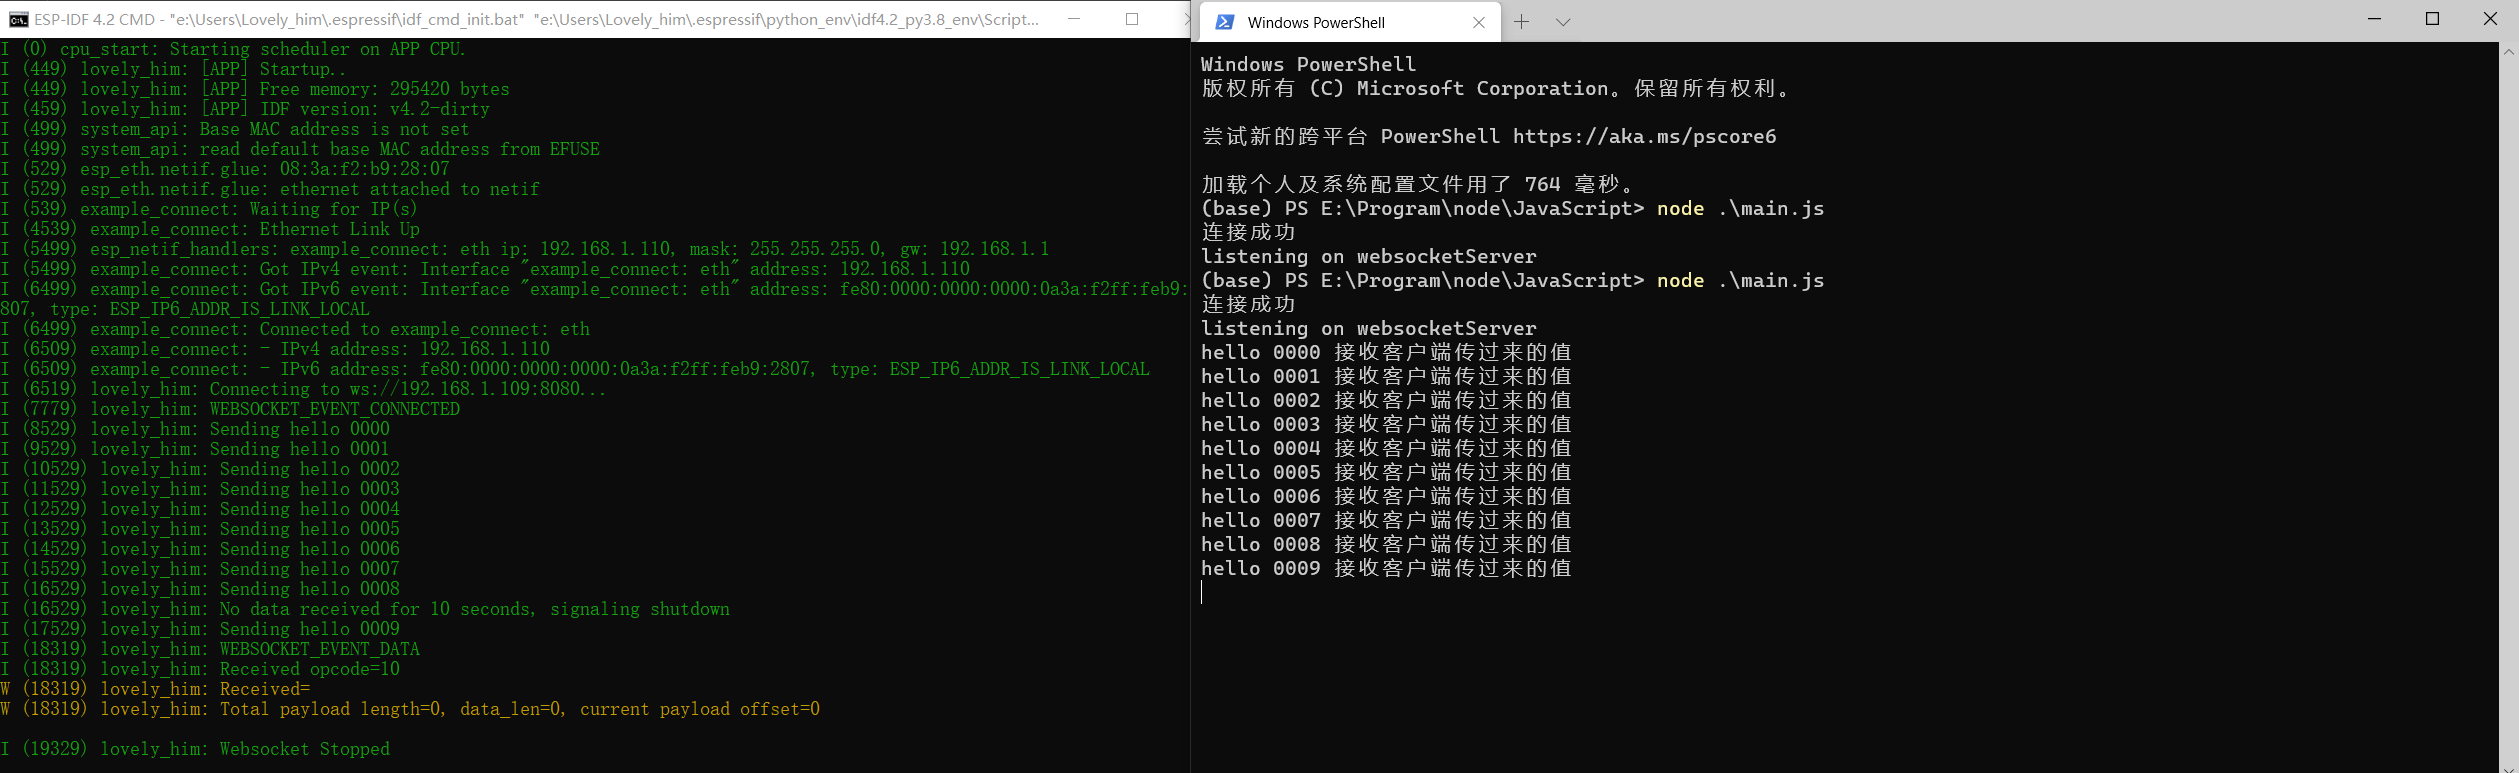 ESP-IDF 4.2 CMD - "e:\Users\Lovely_him\.espressif\idf_cmd_init.bat" "e:\Users\Lovely_him\.espressif\python_env\idf4.2_py3.8_env\Script...
I (0) cpu_start: Starting scheduler on APP CPU.
I (449) lovely_him: [APP] Startup..
I (449) lovely_him: [APP] Free memory: 295420 bytes
I (459) lovely_him: [APP] IDF version: v4.2-dirty
I (499) system_api: Base MAC address is not set
I (499) system_api: read default base MAC address from EFUSE
I (529) esp_eth.netif.glue: 08:3a:f2:b9:28:07
I (529) esp_eth.netif.glue: ethernet attached to netif
I (539) example_connect: Waiting for IP(s)
I (4539) example_connect: Ethernet Link Up
I (5499) esp_netif_handlers: example_connect: eth ip: 192.168.1.110, mask: 255.255.255.0, gw: 192.168.1.1
I (5499) example_connect: Got IPv4 event: Interface "example_connect: eth" address: 192.168.1.110
I (6499) example_connect: Got IPv6 event: Interface "example_connect: eth" address: fe80:0000:0000:0000:0a3a:f2ff:feb9:
807, type: ESP_IP6_ADDR_IS_LINK_LOCAL
I (6499) example_connect: Connected to example_connect: eth
I (6509) example_connect: - IPv4 address: 192.168.1.110
I (6509) example_connect: - IPv6 address: fe80:0000:0000:0000:0a3a:f2ff:feb9:2807, type: ESP_IP6_ADDR_IS_LINK_LOCAL
I (6519) lovely_him: Connecting to ws://192.168.1.109:8080...
I (7779) lovely_him: WEBSOCKET_EVENT_CONNECTED
I (8529) lovely_him: Sending hello 0000
I (9529) lovely_him: Sending hello 0001
I (10529) lovely_him: Sending hello 0002
I (11529) lovely_him: Sending hello 0003
I (12529) lovely_him: Sending hello 0004
I (13529) lovely_him: Sending hello 0005
I (14529) lovely_him: Sending hello 0006
I (15529) lovely_him: Sending hello 0007
I (16529) lovely_him: Sending hello 0008
I (16529) lovely_him: No data received for 10 seconds, signaling shutdown
I (17529) lovely_him: Sending hello 0009
I (18319) lovely_him: WEBSOCKET_EVENT_DATA
I (18319) lovely_him: Received opcode=10
W (18319) lovely_him: Received=
W (18319) lovely_him: Total payload length=0, data_len=0, current payload offset=0
I (19329) lovely_him: Websocket Stopped
Windows PowerShell
Windows PowerShell
版权所有 (C) Microsoft Corporation。保留所有权利。
尝试新的跨平台 PowerShell https://aka.ms/pscore6
加载个人及系统配置文件用了 764 毫秒。
(base) PS E:\Program\node\JavaScript> node .\main.js
连接成功
listening on websocketServer
(base) PS E:\Program\node\JavaScript> node .\main.js
连接成功
listening on websocketServer
hello 0000 接收客户端传过来的值
hello 0001 接收客户端传过来的值
hello 0002 接收客户端传过来的值
hello 0003 接收客户端传过来的值
hello 0004 接收客户端传过来的值
hello 0005 接收客户端传过来的值
hello 0006 接收客户端传过来的值
hello 0007 接收客户端传过来的值
hello 0008 接收客户端传过来的值
hello 0009 接收客户端传过来的值